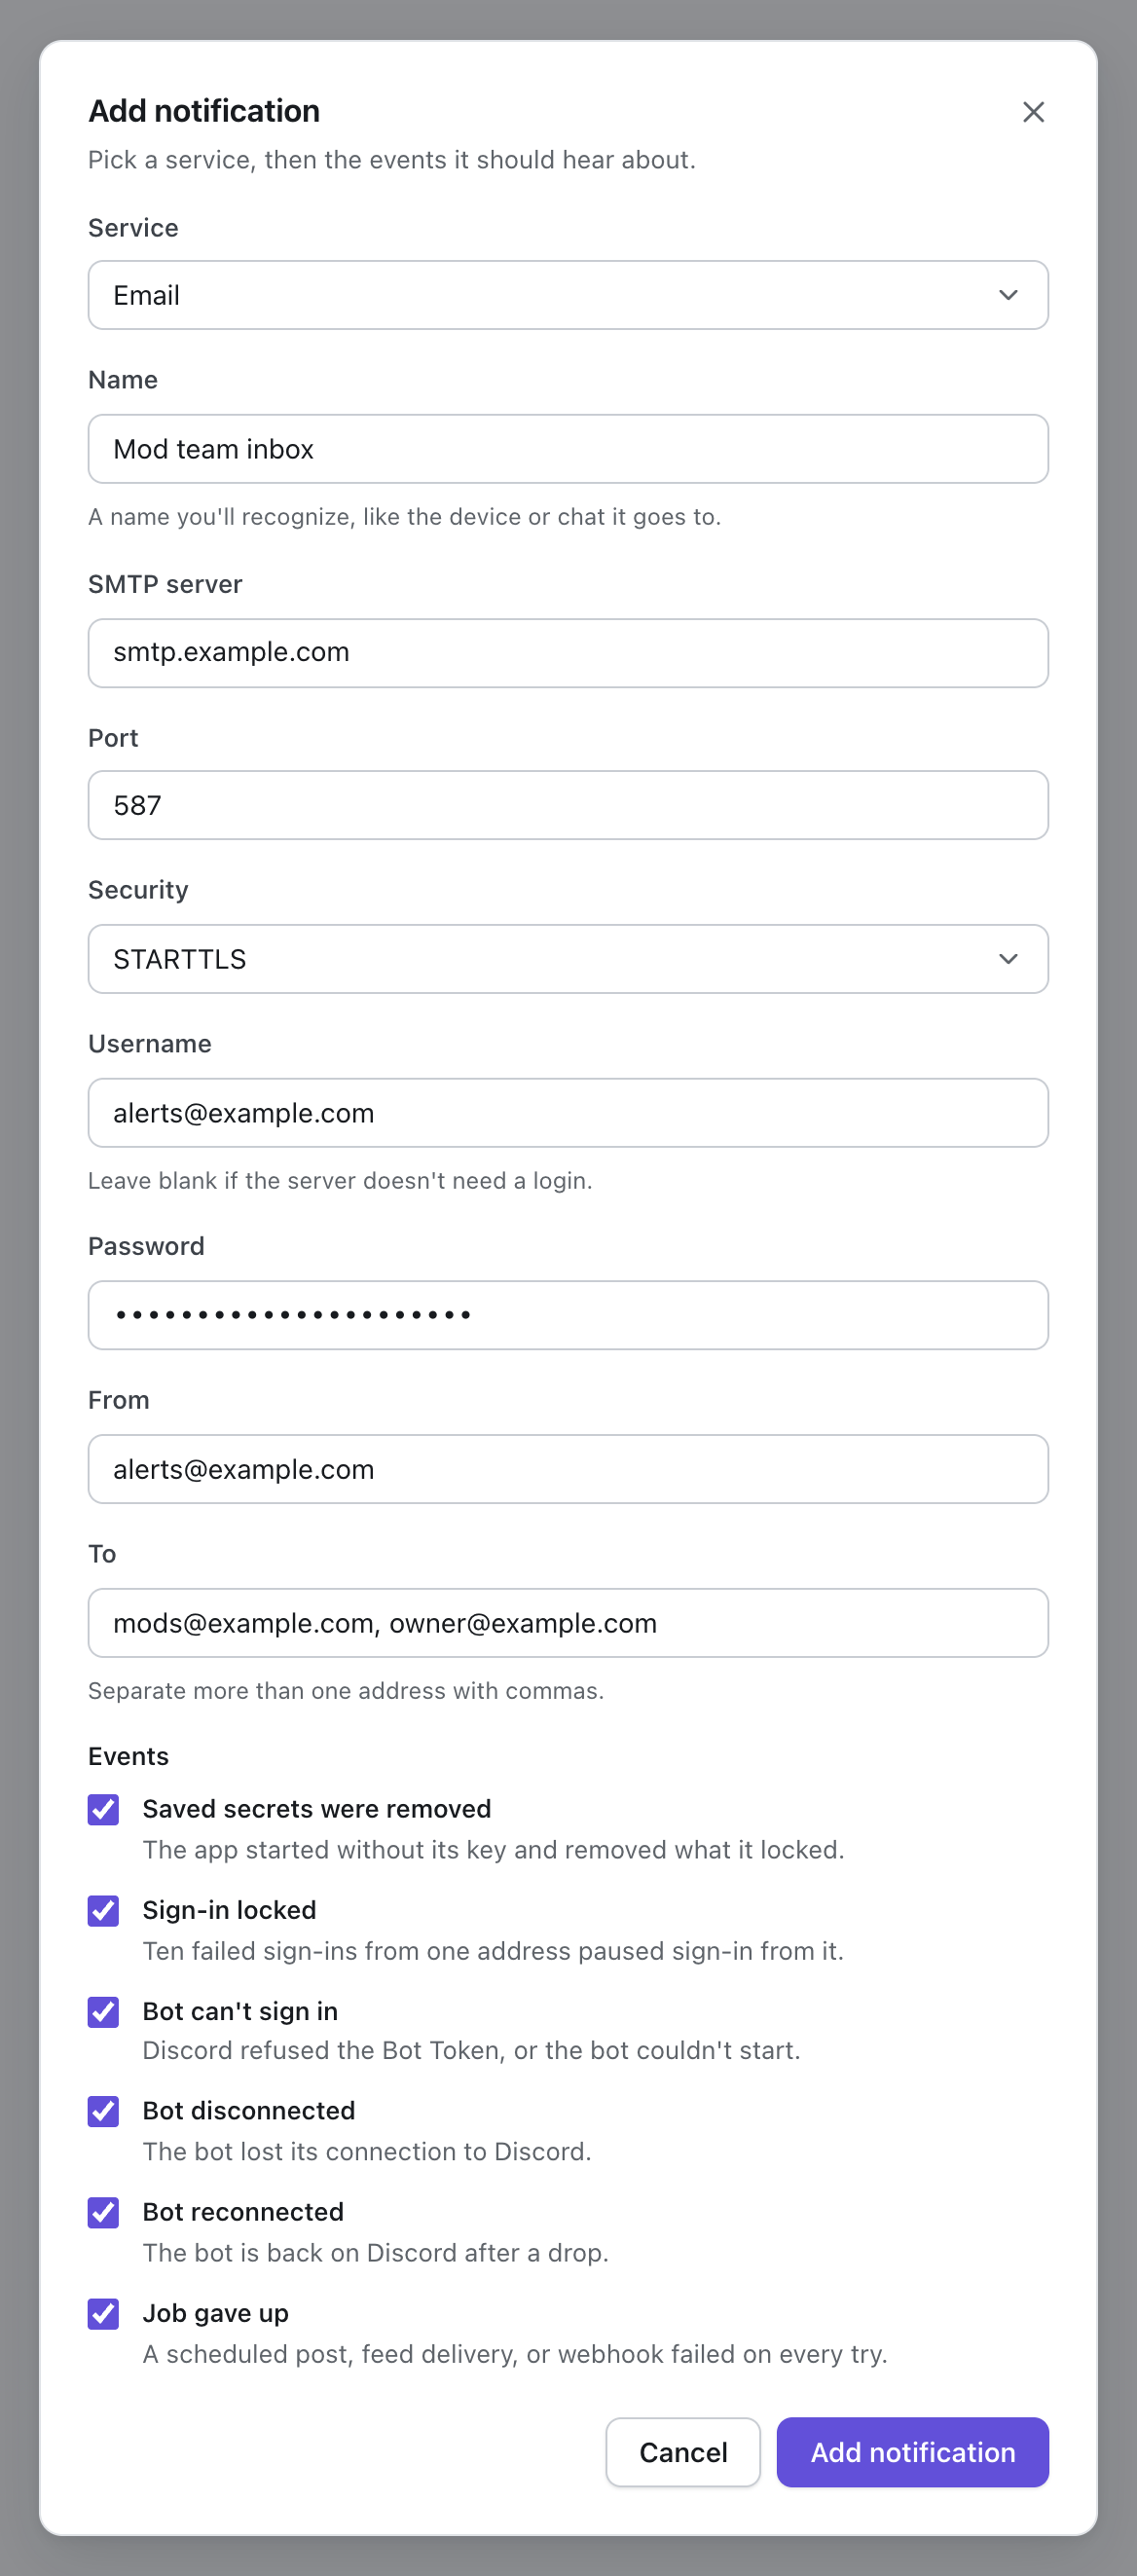 Add notification
Pick a service, then the events it should hear about.
Service
Email
Name
Mod team inbox
A name you'll recognize, like the device or chat it goes to.
SMTP server
smtp.example.com
Port
587
Security
STARTTLS
Username
alerts@example.com
Leave blank if the server doesn't need a login.
Password
••••••••••••••••••••••
From
alerts@example.com
To
mods@example.com, owner@example.com
Separate more than one address with commas.
Events
Saved secrets were removed
The app started without its key and removed what it locked.
Sign-in locked
Ten failed sign-ins from one address paused sign-in from it.
Bot can't sign in
Discord refused the Bot Token, or the bot couldn't start.
Bot disconnected
The bot lost its connection to Discord.
Bot reconnected
The bot is back on Discord after a drop.
Job gave up
A scheduled post, feed delivery, or webhook failed on every try.
Cancel
Add notification